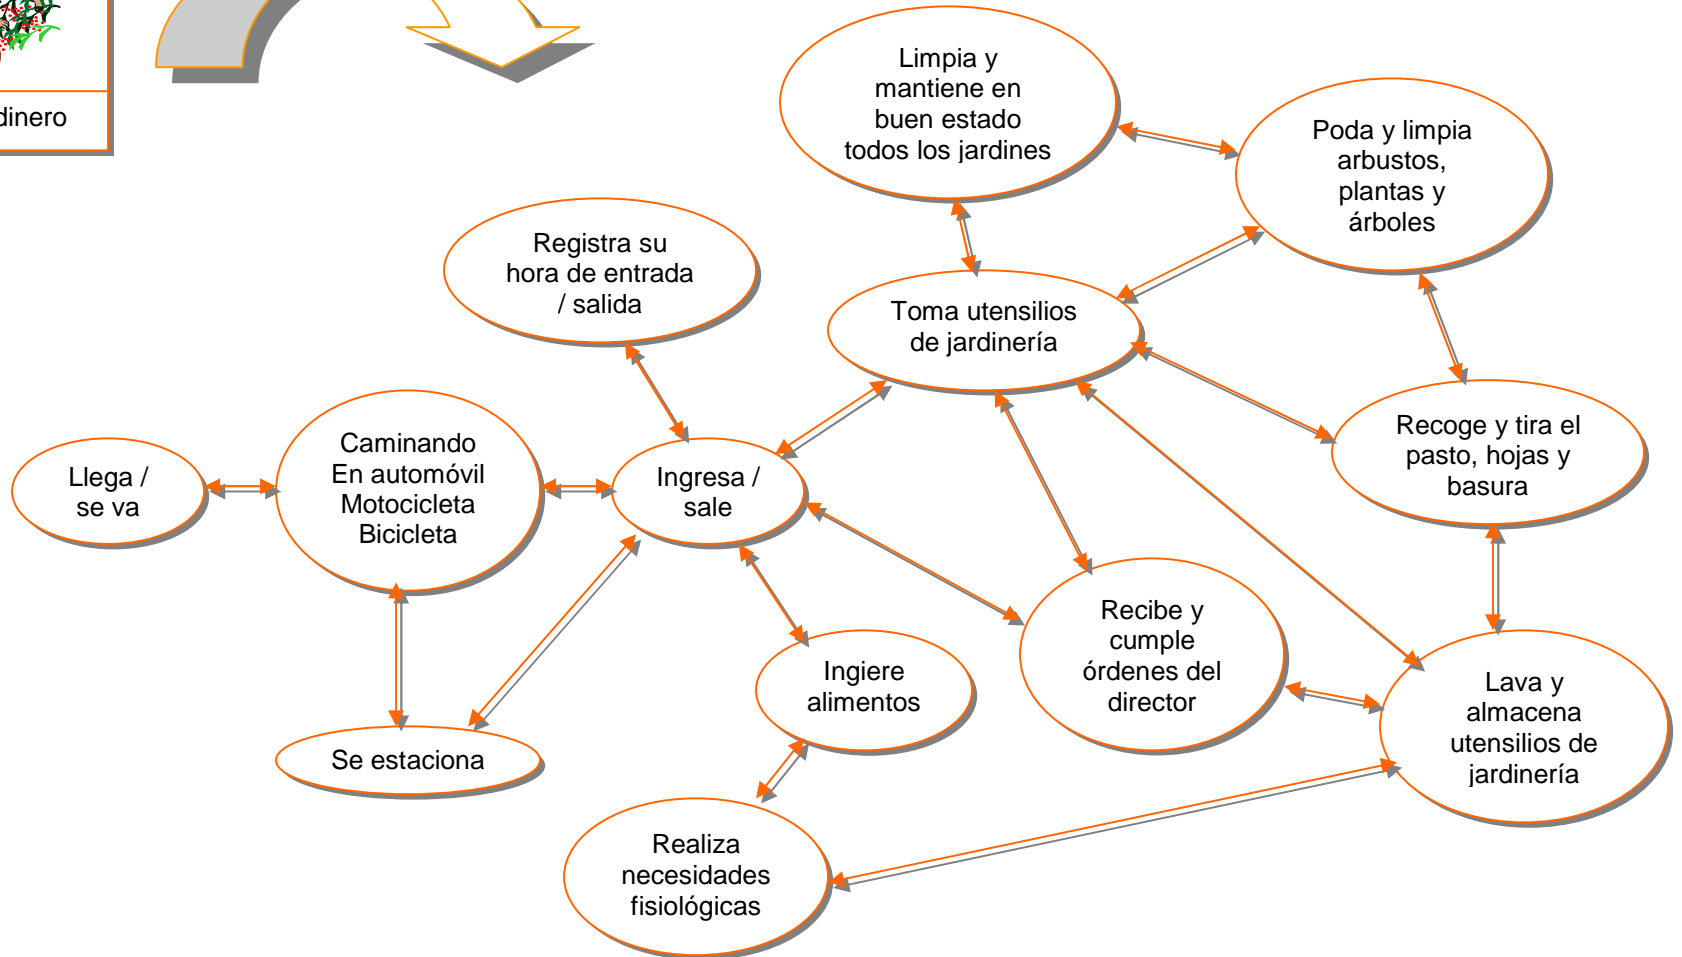 dinero
Limpia y
mantiene en
buen estado
todos los jardines
Poda y limpia
arbustos,
plantas y
árboles
Registra su
hora de entrada
/ salida
Toma utensilios
de jardinería
Caminando
En automóvil
Motocicleta
Bicicleta
Llega /
se va
Ingresa /
sale
Recoge y tira el
pasto, hojas y
basura
Recibe y
cumple
órdenes del
director
Ingiere
alimentos
Lava y
almacena
utensilios de
jardinería
Se estaciona
Realiza
necesidades
fisiológicas